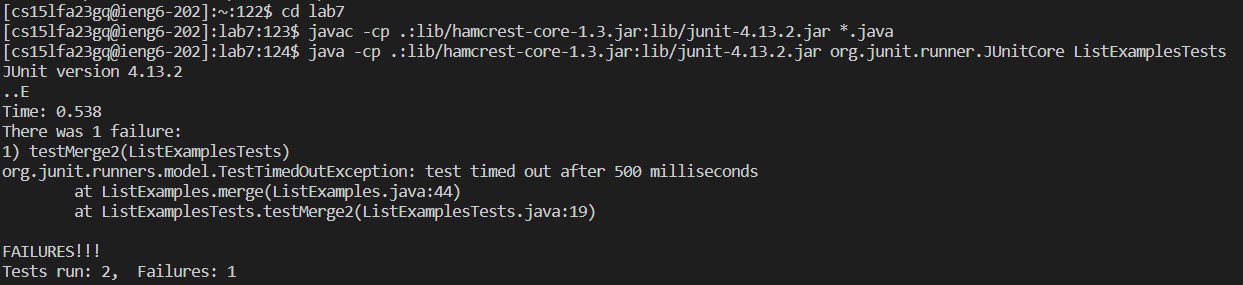 [cs15lfa23gq@ieng6-202]:~:122$ cd lab7
[cs15lfa23gq@ieng6-202]:lab7:123$ javac -cp .:lib/hamcrest-core-1.3.jar:lib/junit-4.13.2.jar *.java
[cs15lfa23gq@ieng6-202]:lab7:124$ java -cp .:lib/hamcrest-core-1.3.jar:lib/junit-4.13.2.jar org.junit.runner.JUnitCore ListExamplesTests
JUnit version 4.13.2
..E
Time: 0.538
There was 1 failure:
1) testMerge2(ListExamplesTests)
org.junit.runners.model.TestTimedOutException: test timed out after 500 milliseconds
        at ListExamples.merge(ListExamples.java:44)
        at ListExamplesTests.testMerge2(ListExamplesTests.java:19)

FAILURES!!!
Tests run: 2,  Failures: 1